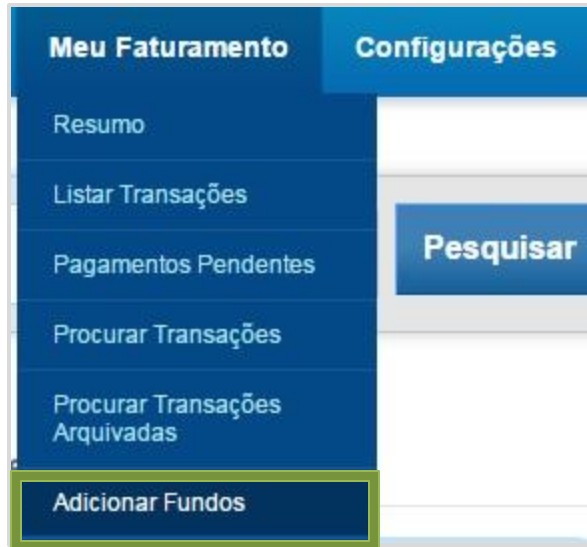 Meu Faturamento
Configurações
Resumo
Listar Transações
Pagamentos Pendentes
Pesquisar
Procurar Transações
Procurar Transações
Arquivadas
Adicionar Fundos